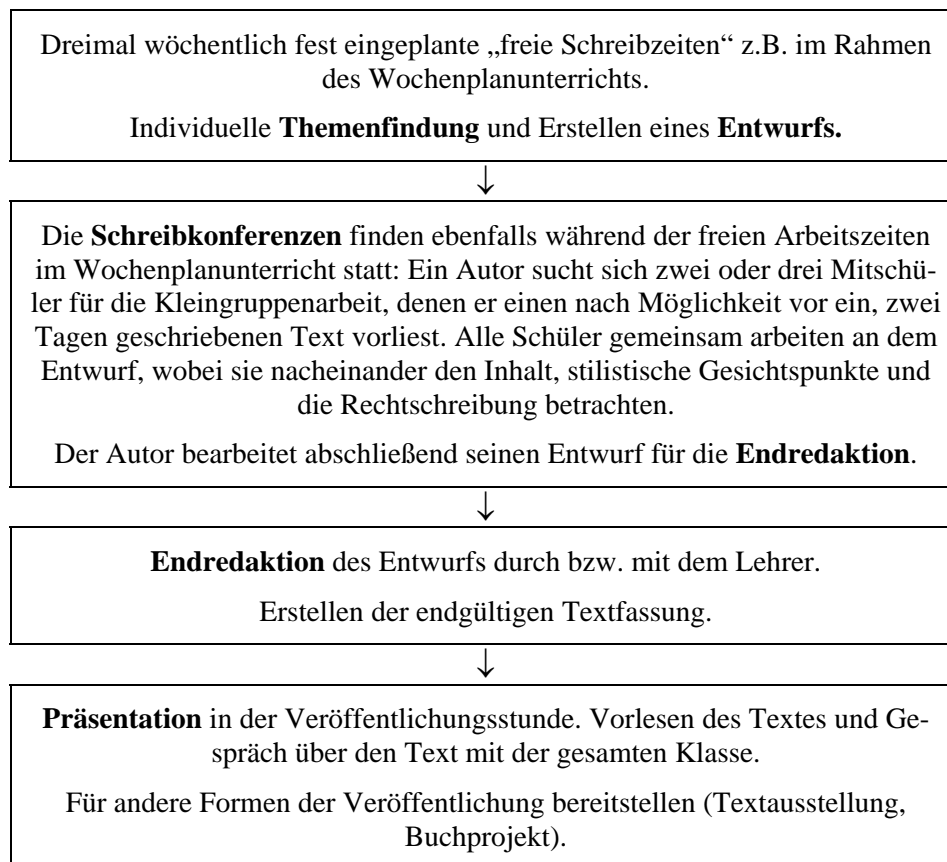 Dreimal wöchentlich fest eingeplante „freie Schreibzeiten“ z.B. im Rahmen
des Wochenplanunterrichts.
Individuelle Themenfindung und Erstellen eines Entwurfs.
↓
Die Schreibkonferenzen finden ebenfalls während der freien Arbeitszeiten
im Wochenplanunterricht statt: Ein Autor sucht sich zwei oder drei Mitschü-
ler für die Kleingruppenarbeit, denen er einen nach Möglichkeit vor ein, zwei
Tagen geschriebenen Text vorliest. Alle Schüler gemeinsam arbeiten an dem
Entwurf, wobei sie nacheinander den Inhalt, stilistische Gesichtspunkte und
die Rechtschreibung betrachten.
Der Autor bearbeitet abschließend seinen Entwurf für die Endredaktion.
↓
Endredaktion des Entwurfs durch bzw. mit dem Lehrer.
Erstellen der endgültigen Textfassung.
↓
Präsentation in der Veröffentlichungsstunde. Vorlesen des Textes und Ge-
spräch über den Text mit der gesamten Klasse.
Für andere Formen der Veröffentlichung bereitstellen (Textausstellung,
Buchprojekt).